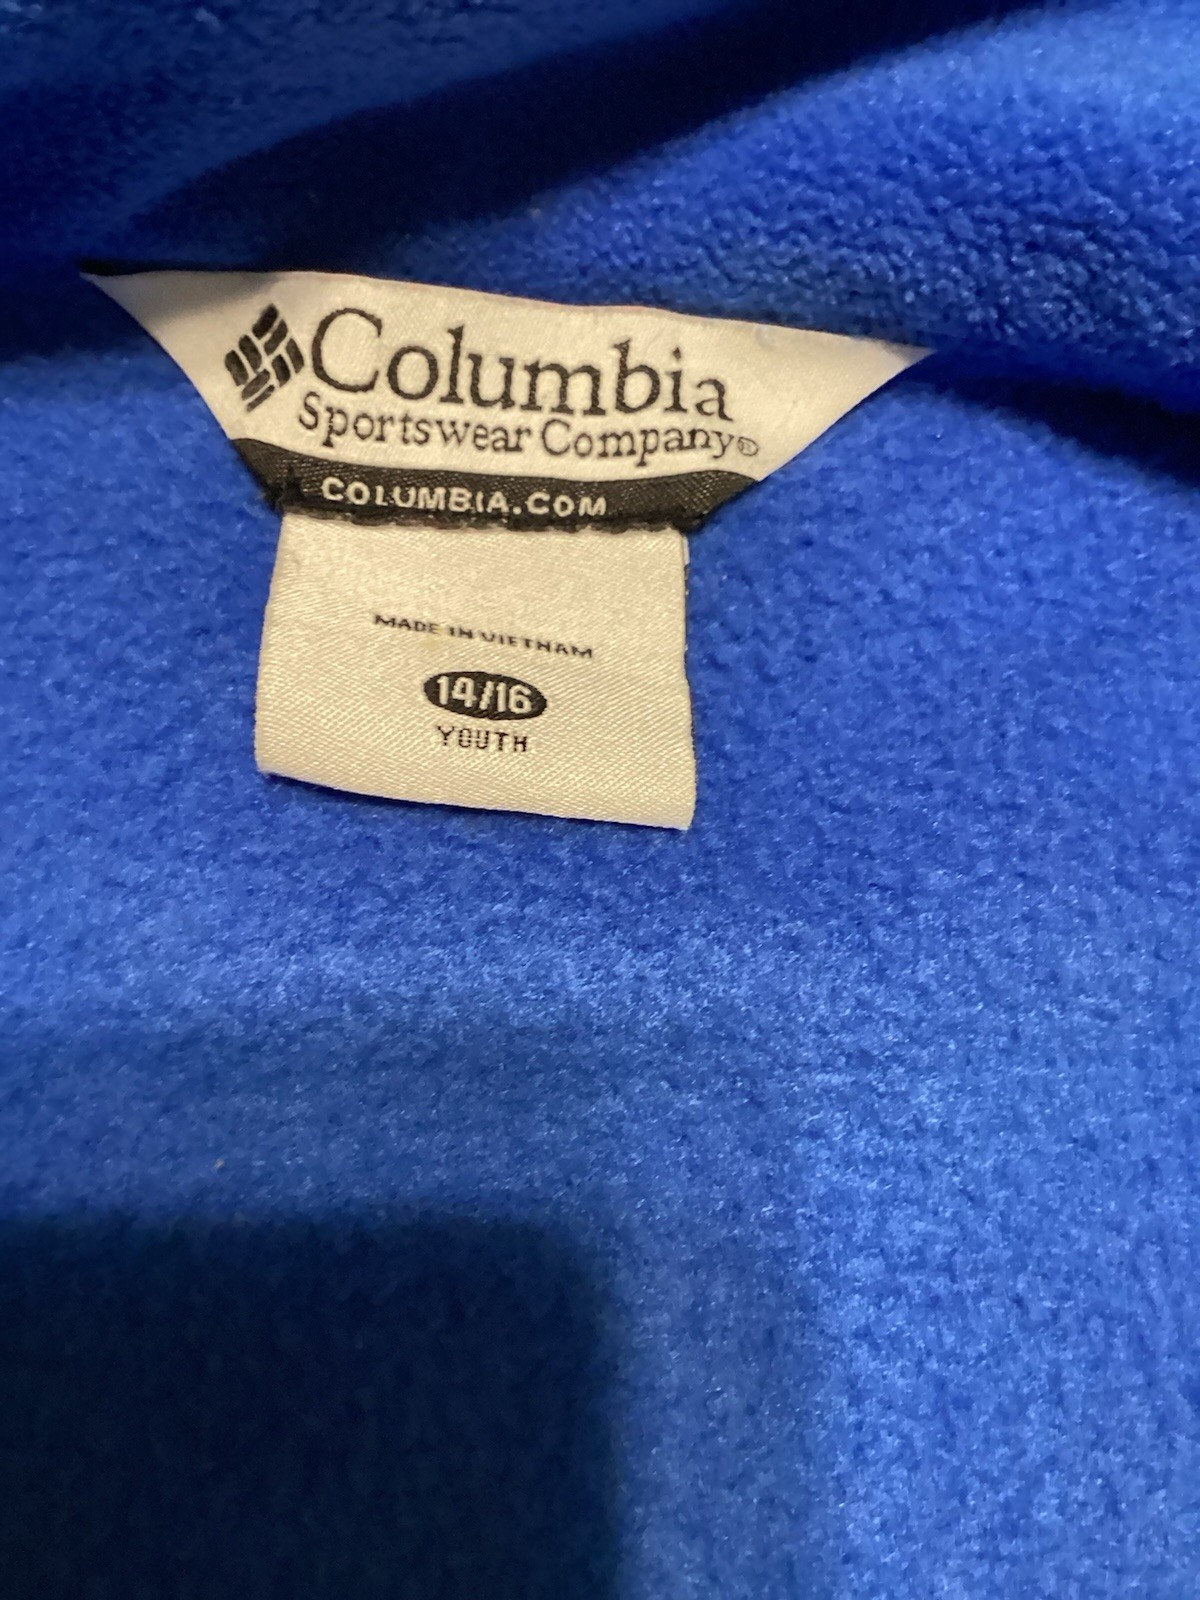 Columbia
Sportswear Company®
COLUMBIA.COM
MADE IN VIETNAM
14/16
YOUTH